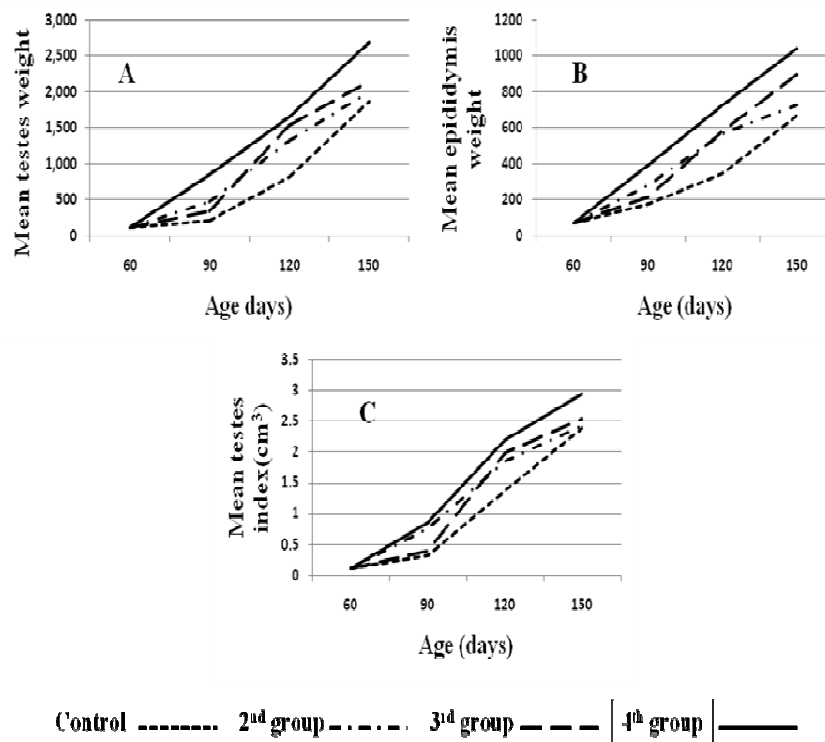 3,000
2,500
2,000
1,500
1,000
500
0
A
Mean testes weight
60 90 120 150
Age days)
1200
1000
800
600
400
200
0
B
Mean epididymis
weight
60 90 120 150
Age (days)
3.5
3
2.5
2
1.5
1
0.5
0
C
Mean testes
index(cm³)
60 90 120 150
Age (days)
Control 2nd group 3rd group 4th group